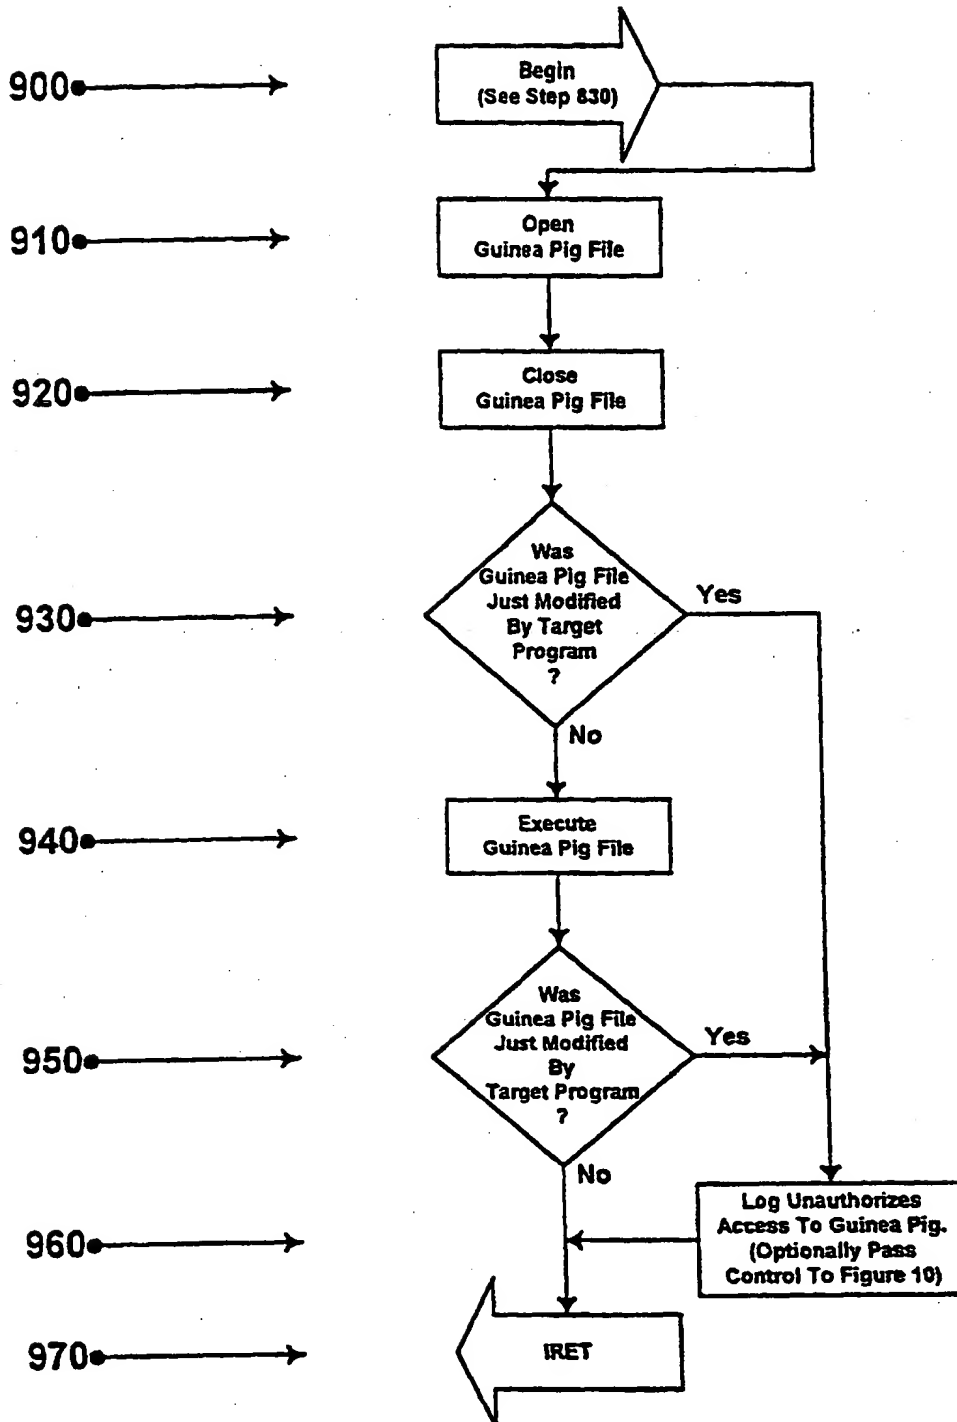 900
Begin
(See Step 830)
910
Open
Guinea Pig File
920
Close
Guinea Pig File
930
Was
Guinea Pig File
Just Modified
By Target
Program
?
Yes
No
940
Execute
Guinea Pig File
950
Was
Guinea Pig File
Just Modified
By
Target Program
?
Yes
No
960
Log Unauthorizes
Access To Guinea Pig.
(Optionally Pass
Control To Figure 10)
970
IRET